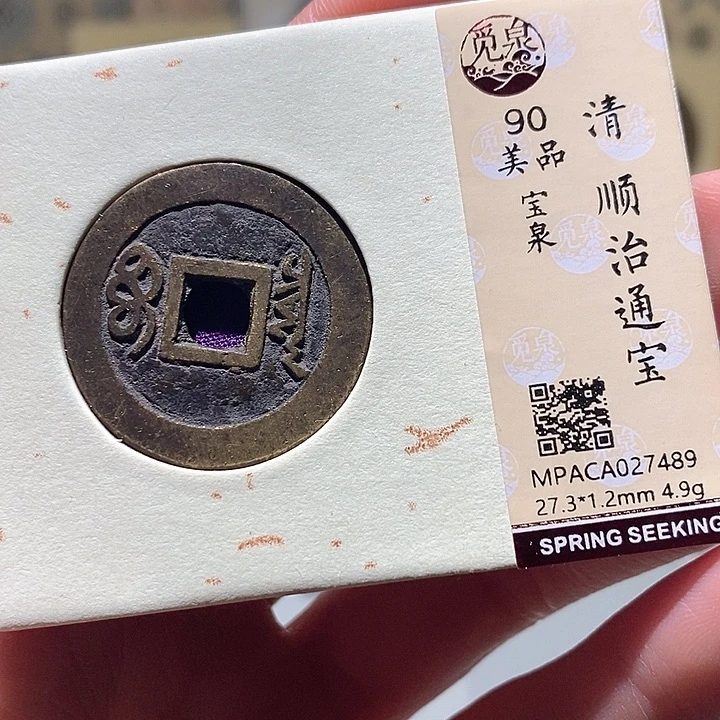 觅泉
90
美品
宝泉
清
顺治通宝
MPACA027489
27.3*1.2mm 4.9g
SPRING SEEKING